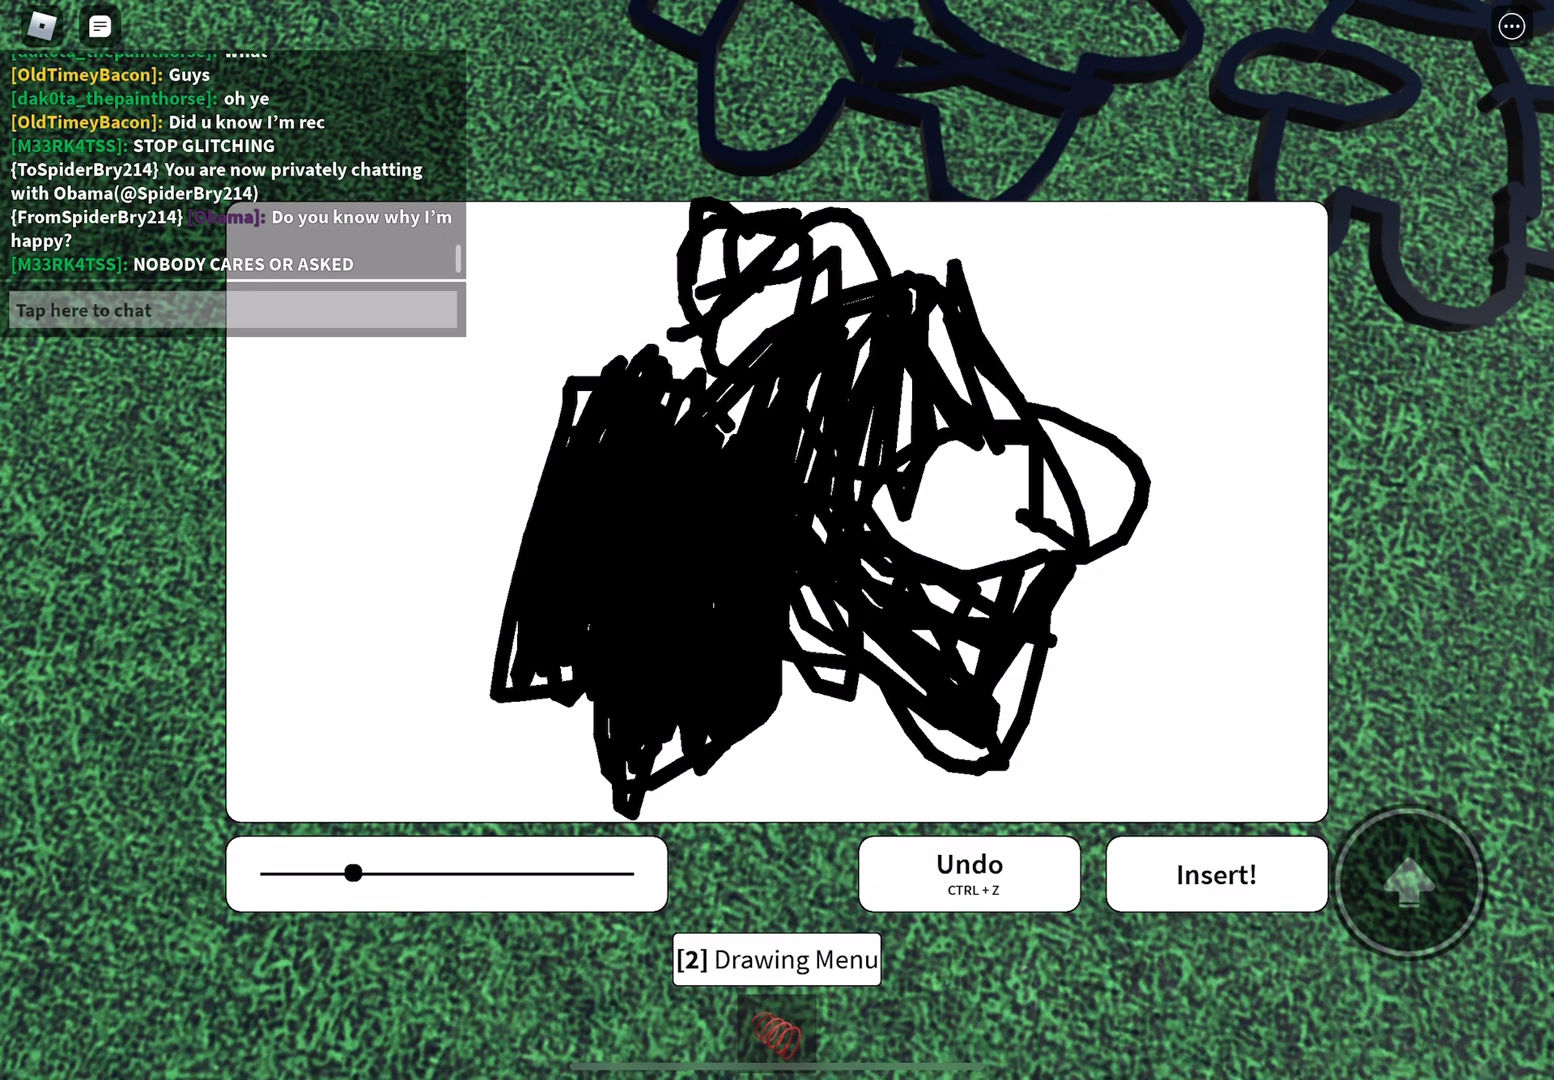 [dak0ta_thepainthorse]: what
[OldTimeyBacon]: Guys
[dak0ta_thepainthorse]: oh ye
[OldTimeyBacon]: Did u know I’m rec
[M33RK4TSS]: STOP GLITCHING
{ToSpiderBry214} You are now privately chatting
with Obama(@SpiderBry214)
{FromSpiderBry214} [Obama]: Do you know why I’m
happy?
[M33RK4TSS]: NOBODY CARES OR ASKED
Tap here to chat
Undo
CTRL + Z
Insert!
[2] Drawing Menu